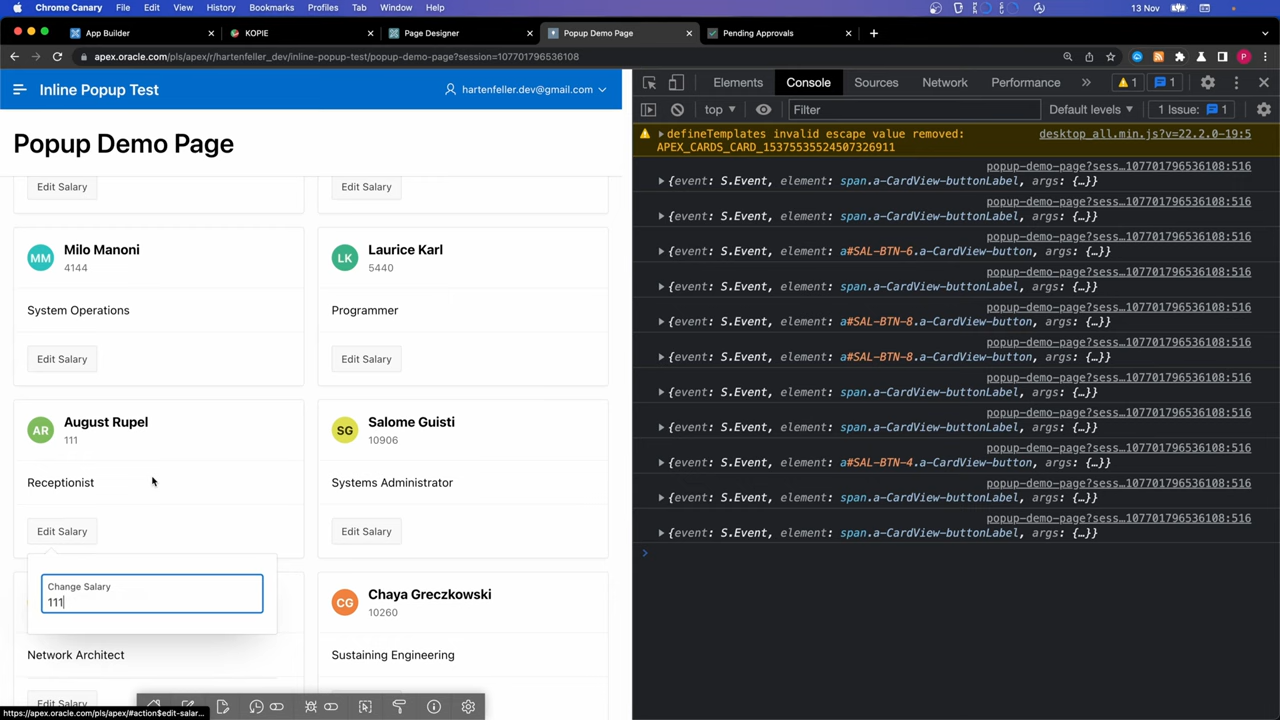 Chrome Canary File Edit View History Bookmarks Profiles Tab Window Help 13 Nov
App Builder KOPIE Page Designer Popup Demo Page Pending Approvals
apex.oracle.com/pls/apex/r/hartenfeller_dev/inline-popup-test/popup-demo-page?session=107701796536108
P
Inline Popup Test
hartenfeller.dev@gmail.com
Popup Demo Page
Edit Salary
Edit Salary
MM
Milo Manoni
4144
System Operations
Edit Salary
LK
Laurice Karl
5440
Programmer
Edit Salary
AR
August Rupel
111
Receptionist
Edit Salary
SG
Salome Guisti
10906
Systems Administrator
Edit Salary
Change Salary
111
Network Architect
Edit Salary
CG
Chaya Greczkowski
10260
Sustaining Engineering
https://apex.oracle.com/pls/apex/#action$edit-salar...
Elements Console Sources Network Performance » 1 1
top Filter Default levels 1 Issue: 1
defineTemplates invalid escape value removed: desktop_all.min.js?v=22.2.0-19:5
APEX_CARDS_CARD_15375535524507326911
popup-demo-page?sess…107701796536108:516
{event: S.Event, element: span.a-CardView-buttonLabel, args: {…}}
popup-demo-page?sess…107701796536108:516
{event: S.Event, element: span.a-CardView-buttonLabel, args: {…}}
popup-demo-page?sess…107701796536108:516
{event: S.Event, element: a#SAL-BTN-6.a-CardView-button, args: {…}}
popup-demo-page?sess…107701796536108:516
{event: S.Event, element: span.a-CardView-buttonLabel, args: {…}}
popup-demo-page?sess…107701796536108:516
{event: S.Event, element: a#SAL-BTN-8.a-CardView-button, args: {…}}
popup-demo-page?sess…107701796536108:516
{event: S.Event, element: a#SAL-BTN-8.a-CardView-button, args: {…}}
popup-demo-page?sess…107701796536108:516
{event: S.Event, element: span.a-CardView-buttonLabel, args: {…}}
popup-demo-page?sess…107701796536108:516
{event: S.Event, element: span.a-CardView-buttonLabel, args: {…}}
popup-demo-page?sess…107701796536108:516
{event: S.Event, element: a#SAL-BTN-4.a-CardView-button, args: {…}}
popup-demo-page?sess…107701796536108:516
{event: S.Event, element: span.a-CardView-buttonLabel, args: {…}}
popup-demo-page?sess…107701796536108:516
{event: S.Event, element: span.a-CardView-buttonLabel, args: {…}}